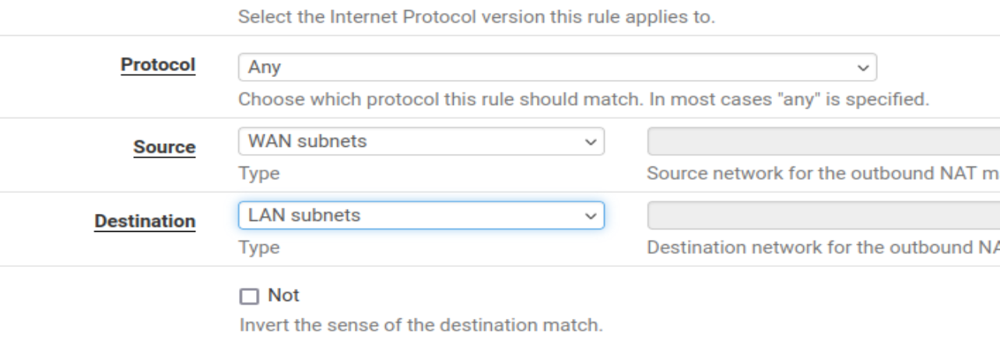 Select the Internet Protocol version this rule applies to.
Protocol
Any
Choose which protocol this rule should match. In most cases "any" is specified.
Source
WAN subnets
Type
Source network for the outbound NAT m
Destination
LAN subnets
Type
Destination network for the outbound NA
Not
Invert the sense of the destination match.